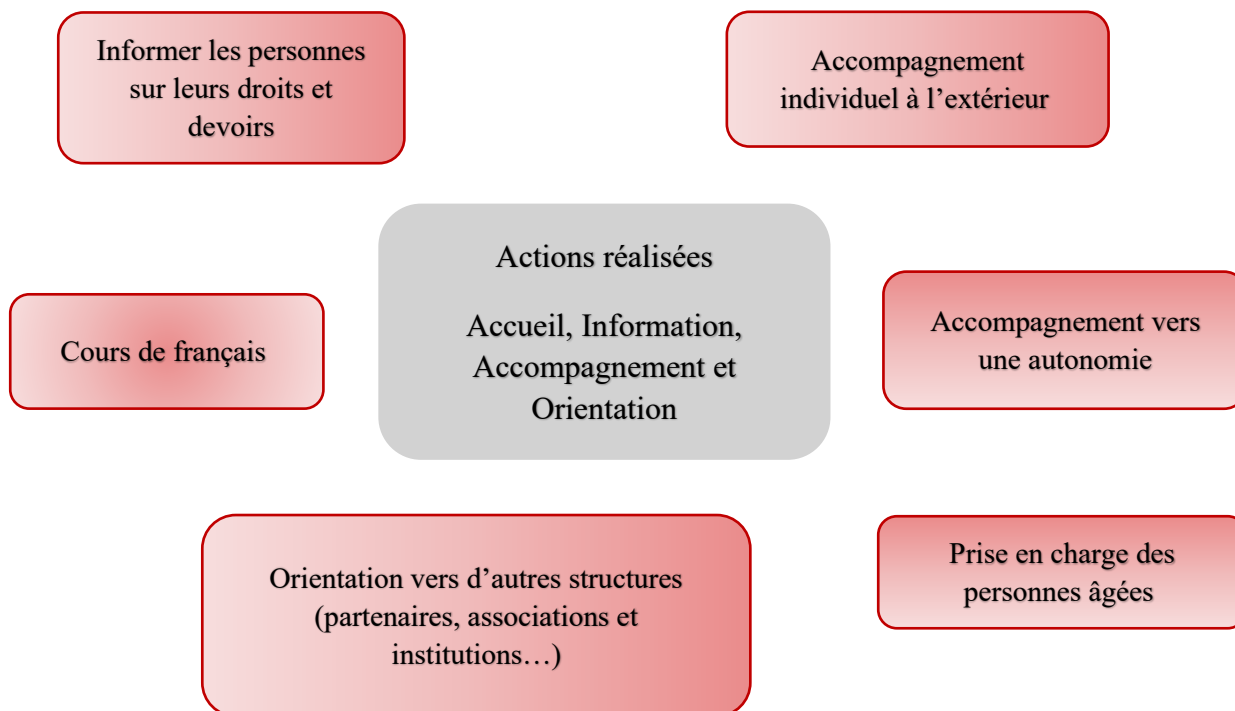 Informer les personnes
sur leurs droits et
devoirs
Accompagnement
individuel à l’extérieur
Actions réalisées
Accueil, Information,
Accompagnement et
Orientation
Cours de français
Accompagnement vers
une autonomie
Orientation vers d’autres structures
(partenaires, associations et
institutions…)
Prise en charge des
personnes âgées